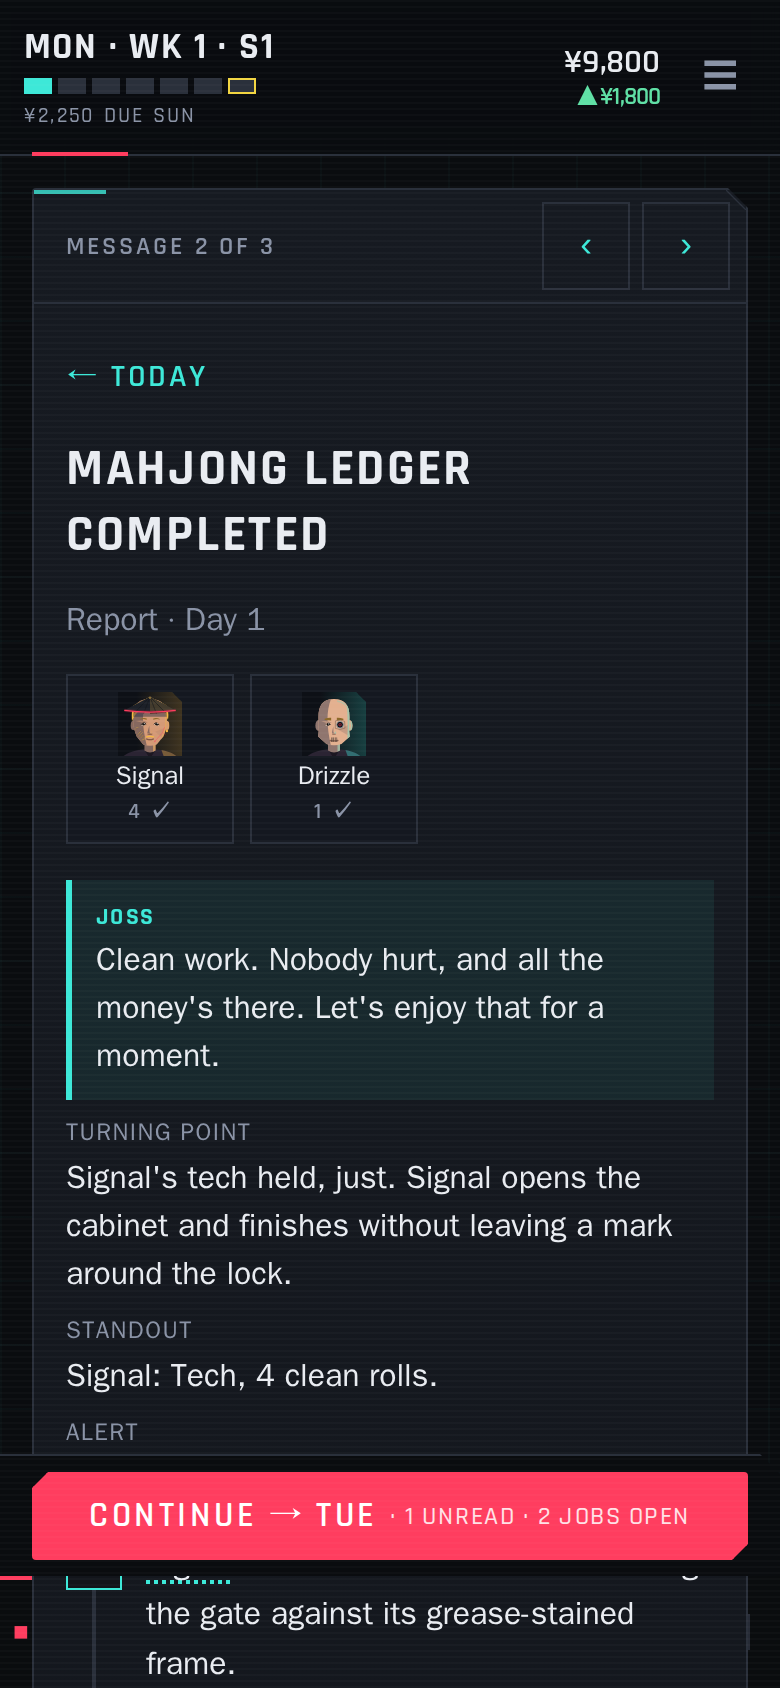 MON · WK 1 · S1
¥2,250 DUE SUN
¥9,800
▲¥1,800
MESSAGE 2 OF 3
‹ ›
← TODAY
MAHJONG LEDGER
COMPLETED
Report · Day 1
Signal
4 ✓
Drizzle
1 ✓
JOSS
Clean work. Nobody hurt, and all the
money's there. Let's enjoy that for a
moment.
TURNING POINT
Signal's tech held, just. Signal opens the
cabinet and finishes without leaving a mark
around the lock.
STANDOUT
Signal: Tech, 4 clean rolls.
ALERT
CONTINUE → TUE · 1 UNREAD · 2 JOBS OPEN
the gate against its grease-stained
frame.